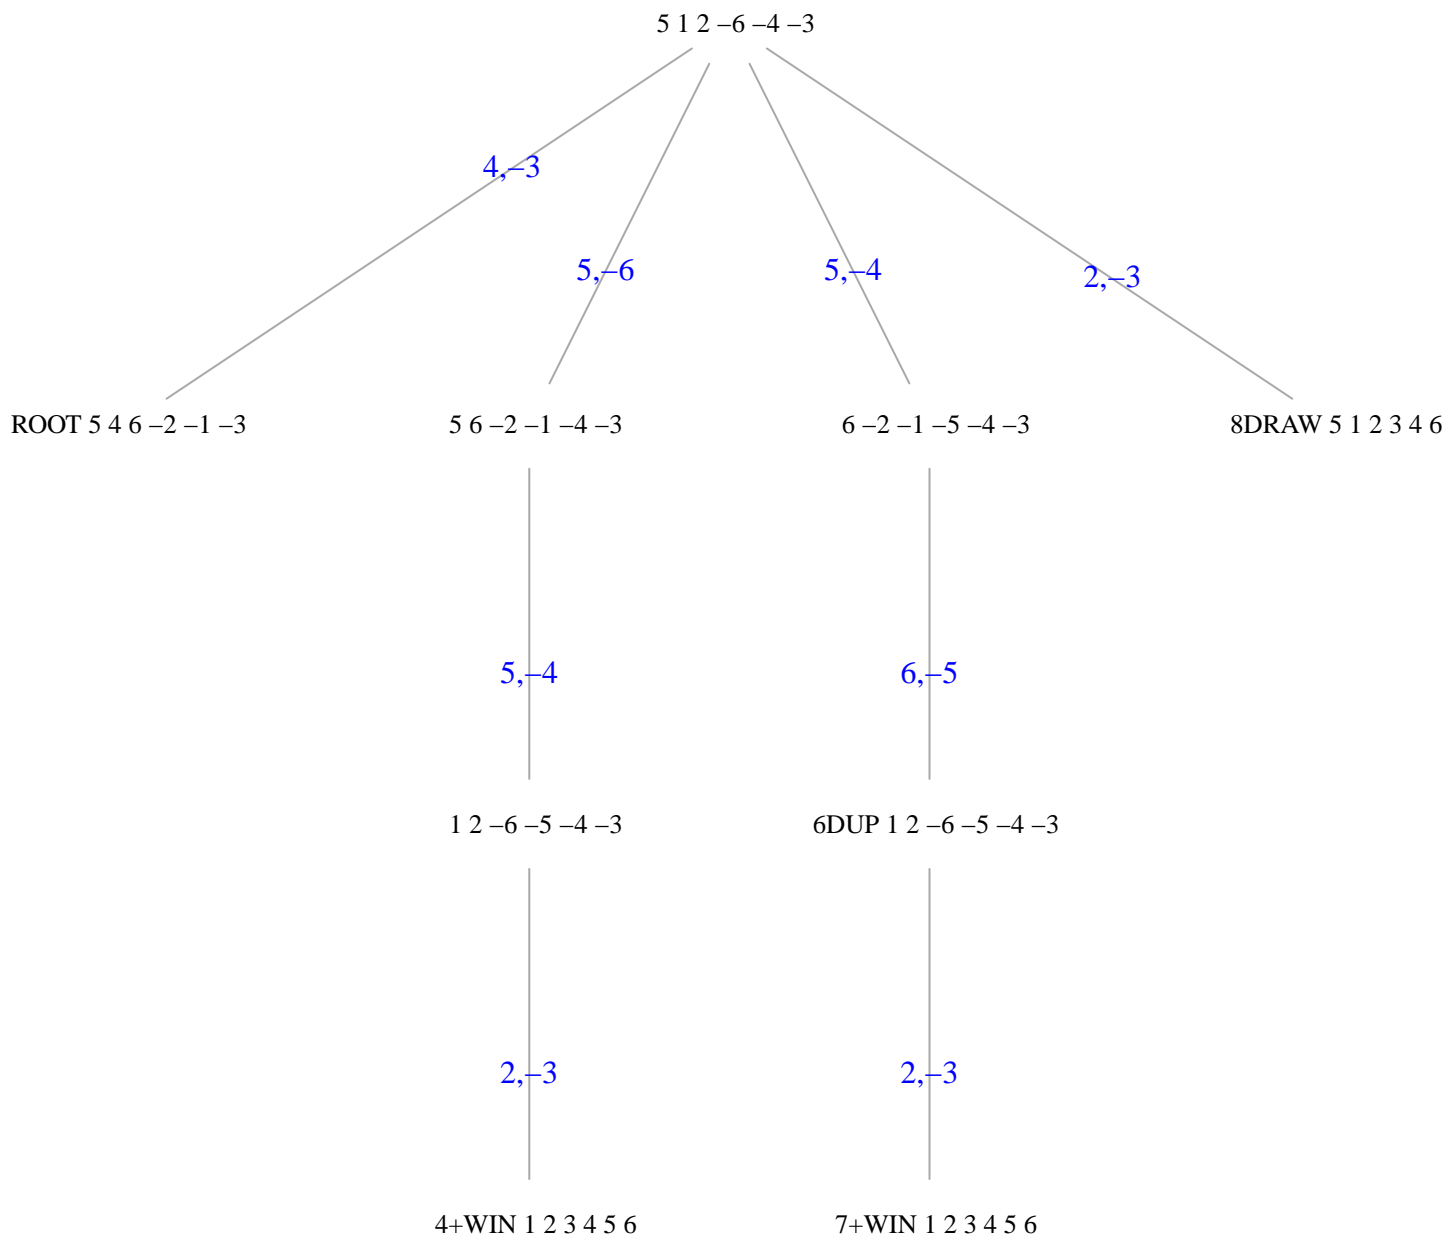 5 1 2 –6 –4 –3
4,–3
5,–6
5,–4
2,–3
ROOT 5 4 6 –2 –1 –3
5 6 –2 –1 –4 –3
6 –2 –1 –5 –4 –3
8DRAW 5 1 2 3 4 6
5,–4
6,–5
1 2 –6 –5 –4 –3
6DUP 1 2 –6 –5 –4 –3
2,–3
2,–3
4+WIN 1 2 3 4 5 6
7+WIN 1 2 3 4 5 6